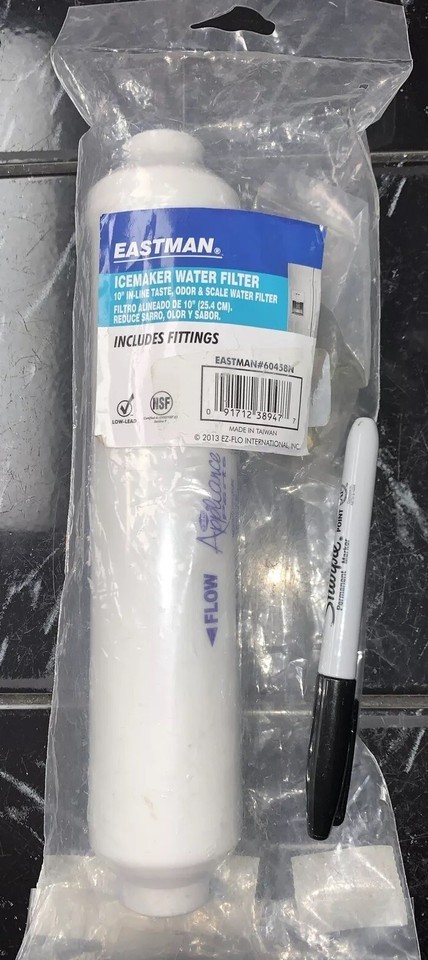 EASTMAN®
ICEMAKER WATER FILTER
10" IN-LINE TASTE, ODOR & SCALE WATER FILTER
FILTRO ALINEADO DE 10" (25.4 CM).
REDUCE SARRO, OLOR Y SABOR.
INCLUDES FITTINGS
EASTMAN#60458N
0 91712 38947 7
LOW-LEAD
NSF
MADE IN TAIWAN
© 2013 EZ-FLO INTERNATIONAL, INC
Appliance
FLOW
Sharpie®
POINT
Permanent Marker